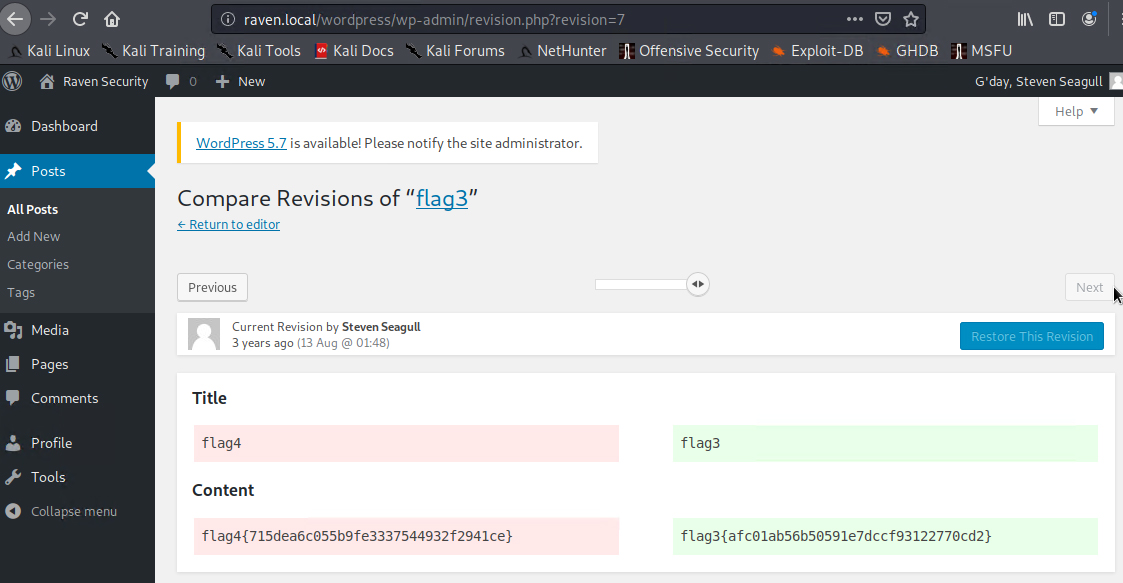 raven.local/wordpress/wp-admin/revision.php?revision=7
Kali Linux Kali Training Kali Tools Kali Docs Kali Forums NetHunter Offensive Security Exploit-DB GHDB MSFU
Raven Security 0 New G'day, Steven Seagull
Help
Dashboard
WordPress 5.7 is available! Please notify the site administrator.
Posts
Compare Revisions of “flag3”
All Posts
← Return to editor
Add New
Categories
Tags
Previous Next
Media
Current Revision by Steven Seagull
3 years ago (13 Aug @ 01:48)
Restore This Revision
Pages
Comments
Title
Profile
flag4 flag3
Tools
Content
Collapse menu
flag4{715dea6c055b9fe3337544932f2941ce} flag3{afc01ab56b50591e7dccf93122770cd2}